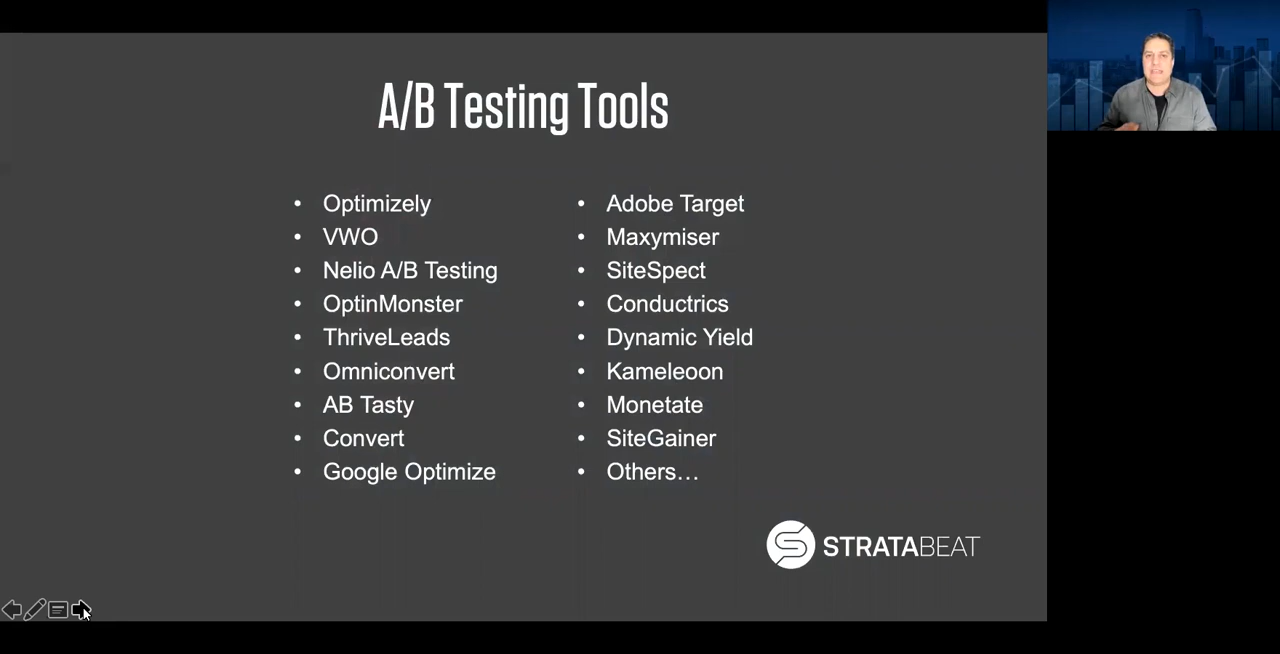 A/B Testing Tools
• Optimizely
• VWO
• Nelio A/B Testing
• OptinMonster
• ThriveLeads
• Omniconvert
• AB Tasty
• Convert
• Google Optimize
• Adobe Target
• Maxymiser
• SiteSpect
• Conductrics
• Dynamic Yield
• Kameleoon
• Monetate
• SiteGainer
• Others…
STRATABEAT